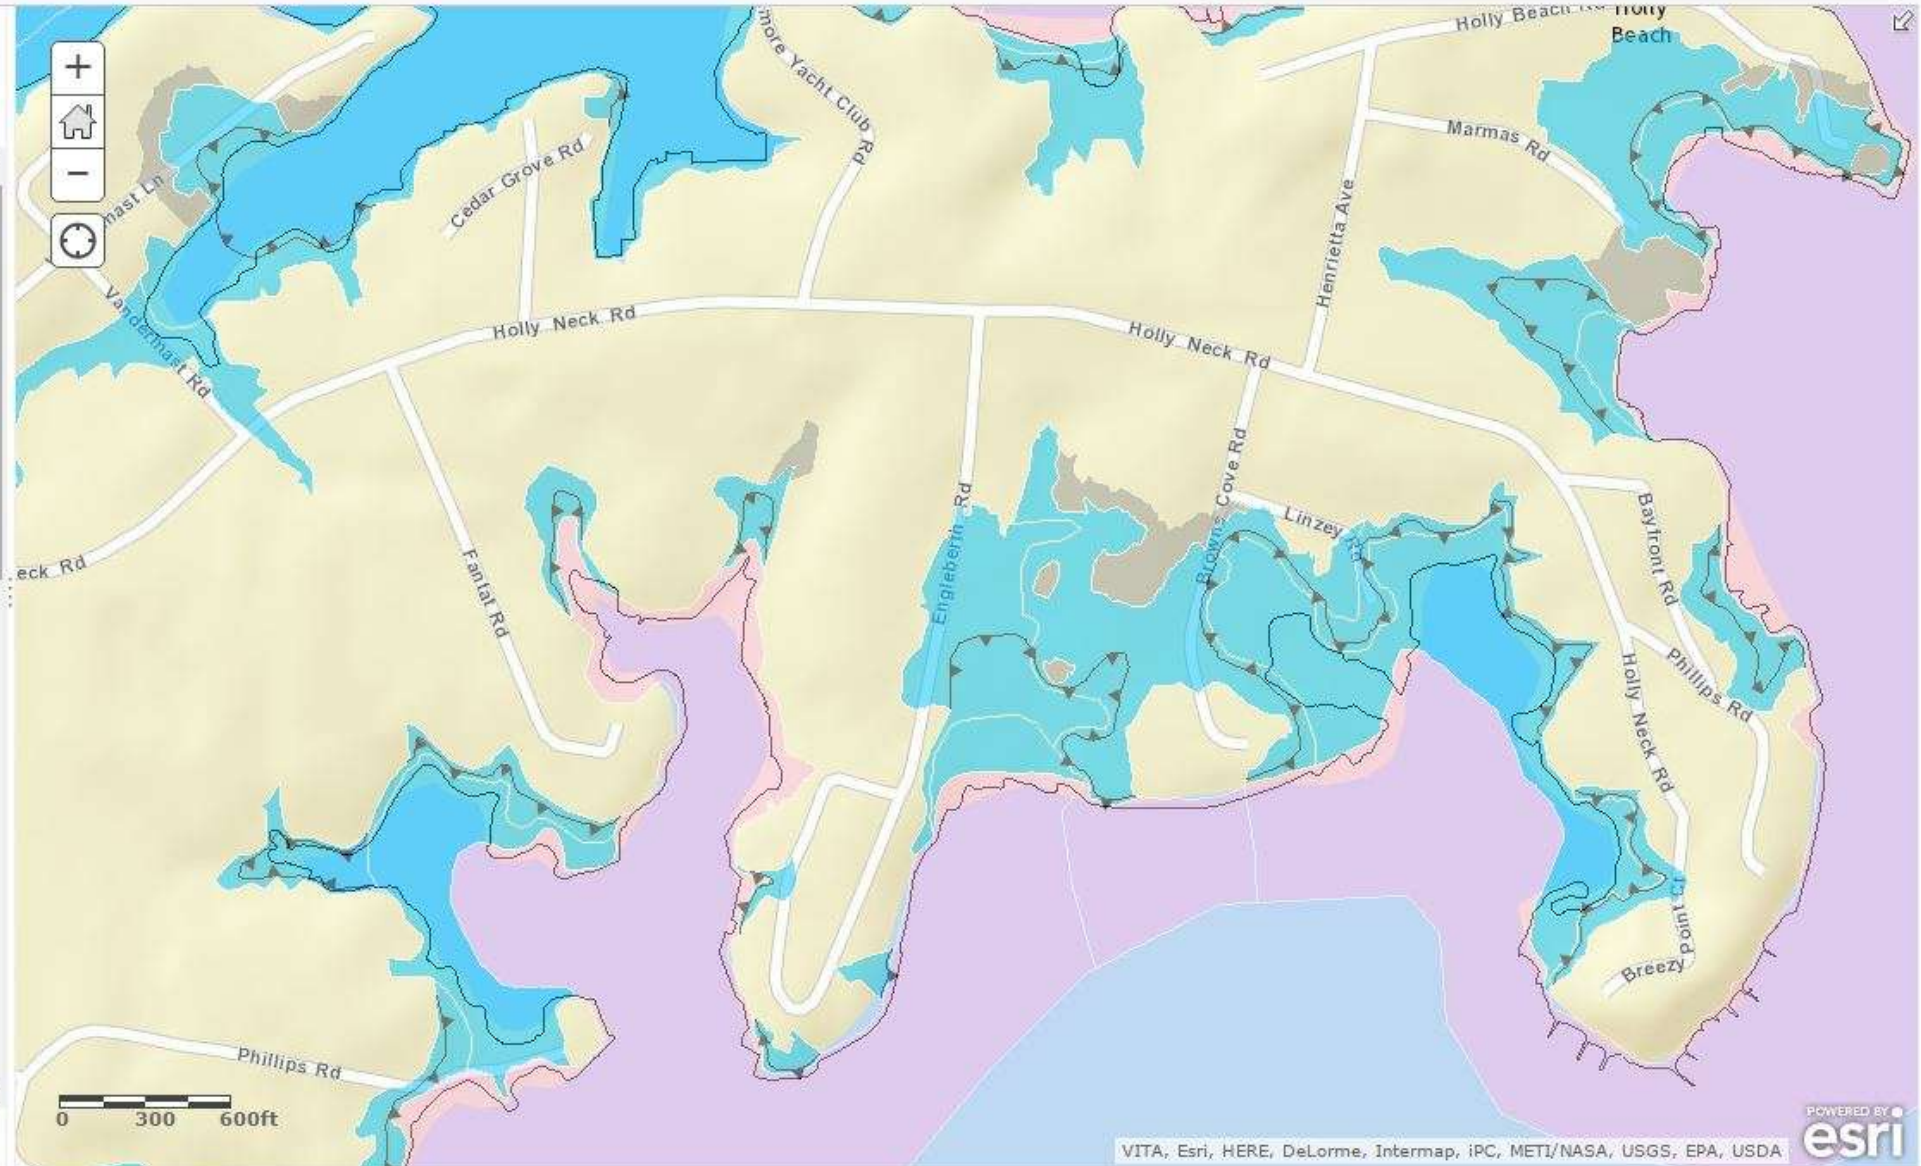 Holly Beach Rd
Holly
Beach
more Yacht Club Rd
Marmas Rd
Cedar Grove Rd
mast Ln
Henrietta Ave
Vandermast Rd
Holly Neck Rd
Holly Neck Rd
Browns Cove Rd
Linzey Rd
Engleberth Rd
Bayfront Rd
eck Rd
Fantat Rd
Phillips Rd
Holly Neck Rd
Breezy Point Ct
Phillips Rd
0 300 600ft
VITA, Esri, HERE, DeLorme, Intermap, iPC, METI/NASA, USGS, EPA, USDA
POWERED BY
esri